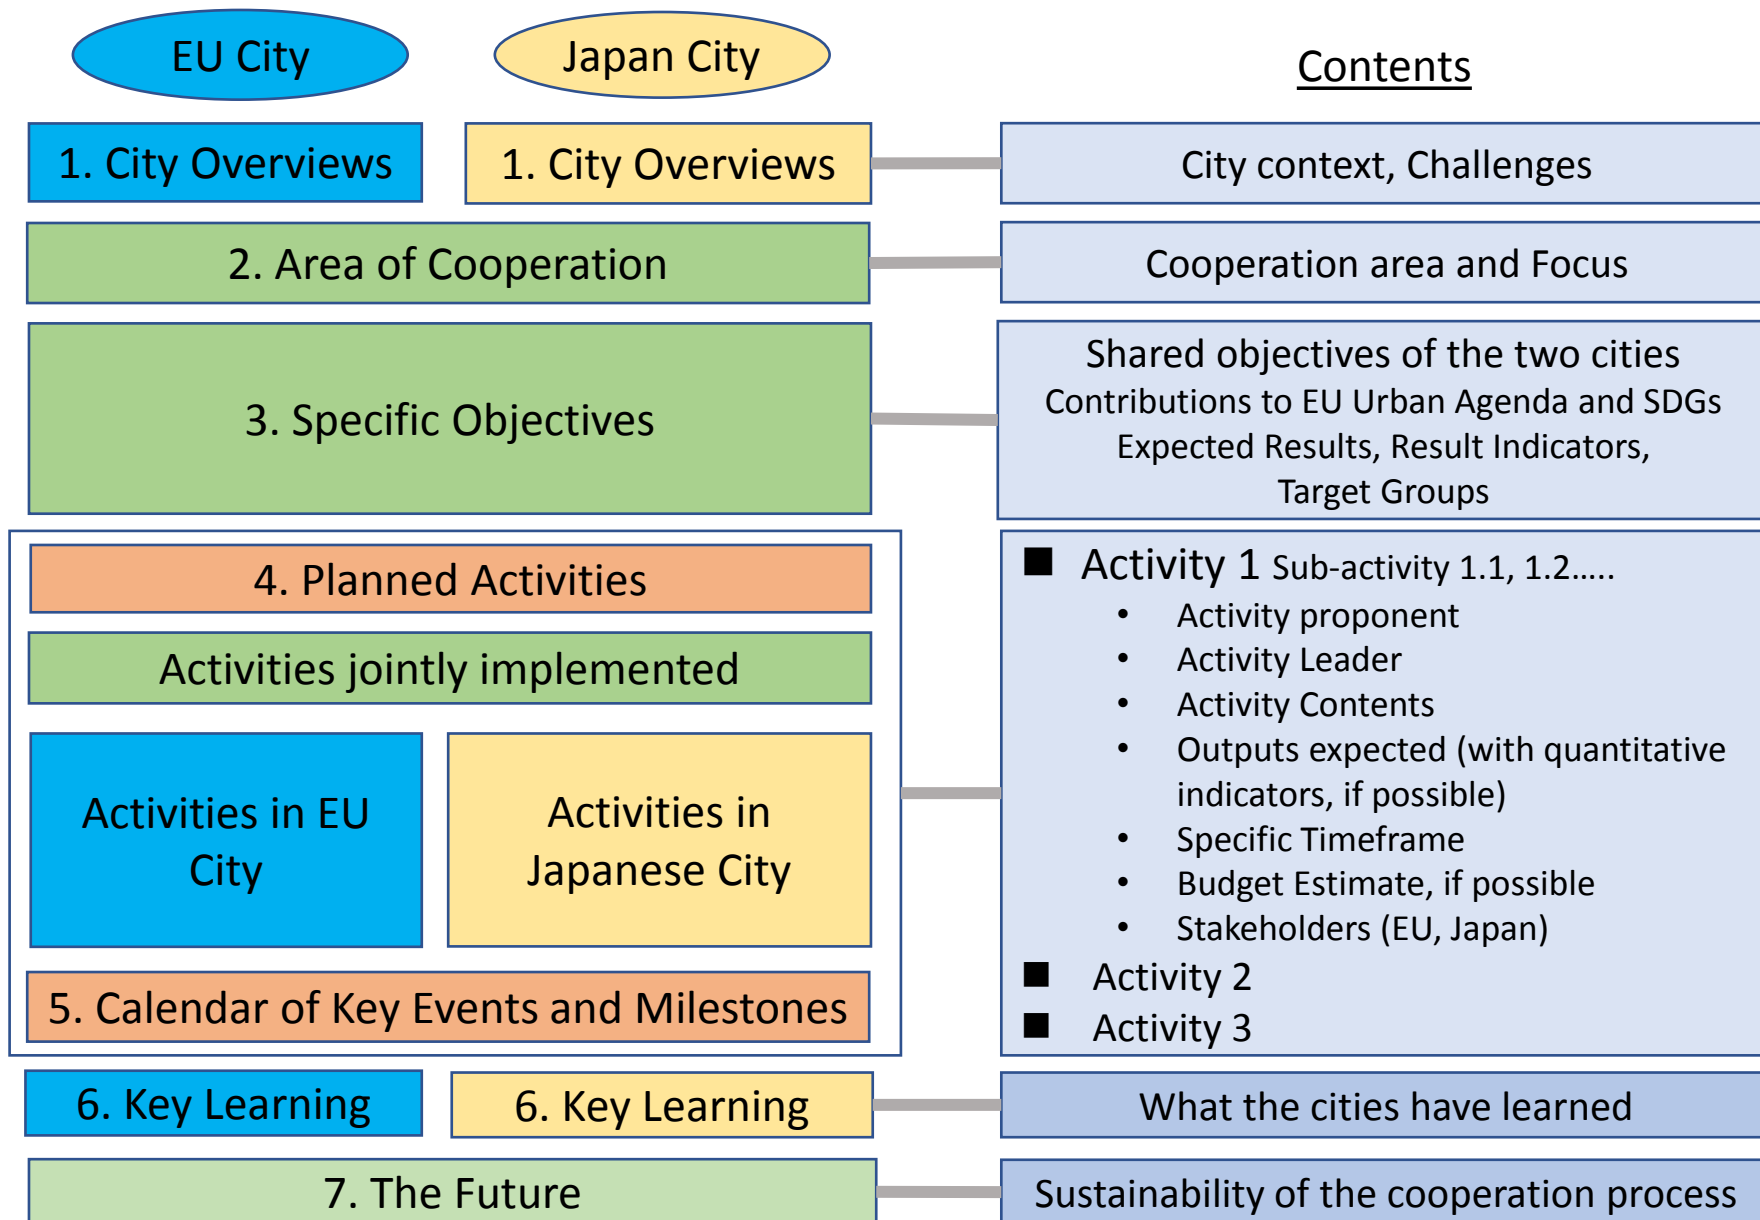 EU City
Japan City
Contents
1. City Overviews
1. City Overviews
City context, Challenges
2. Area of Cooperation
Cooperation area and Focus
3. Specific Objectives
Shared objectives of the two cities
Contributions to EU Urban Agenda and SDGs
Expected Results, Result Indicators,
Target Groups
4. Planned Activities
Activities jointly implemented
Activities in EU
City
Activities in
Japanese City
5. Calendar of Key Events and Milestones
■ Activity 1 Sub-activity 1.1, 1.2.....
• Activity proponent
• Activity Leader
• Activity Contents
• Outputs expected (with quantitative
indicators, if possible)
• Specific Timeframe
• Budget Estimate, if possible
• Stakeholders (EU, Japan)
■ Activity 2
■ Activity 3
6. Key Learning
6. Key Learning
What the cities have learned
7. The Future
Sustainability of the cooperation process